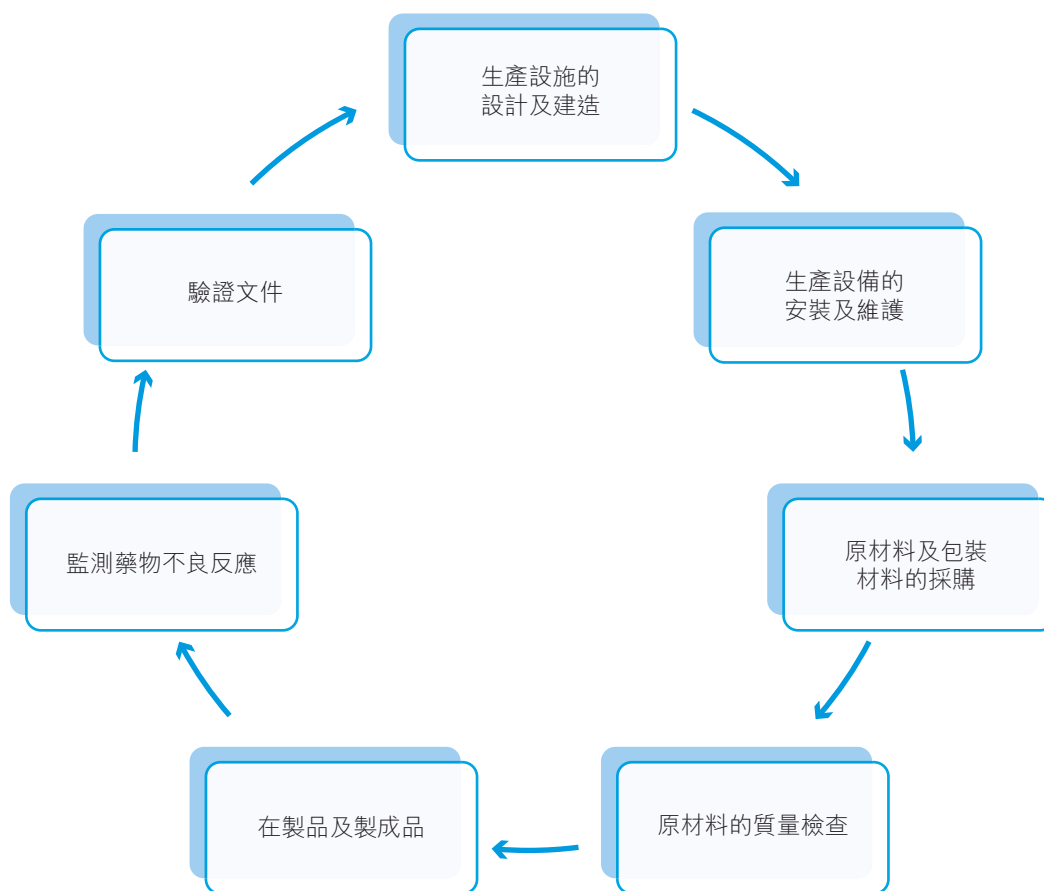 生產設施的
設計及建造
生產設備的
安裝及維護
原材料及包裝
材料的採購
原材料的質量檢查
在製品及製成品
監測藥物不良反應
驗證文件